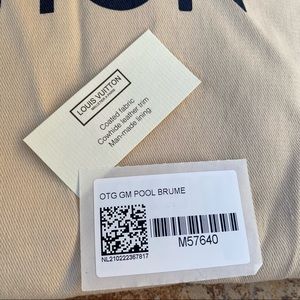 LOUIS VUITTON
Coated fabric
Cowhide leather trim
Man-made lining
OTG GM POOL BRUME
M57640
NL210222367817